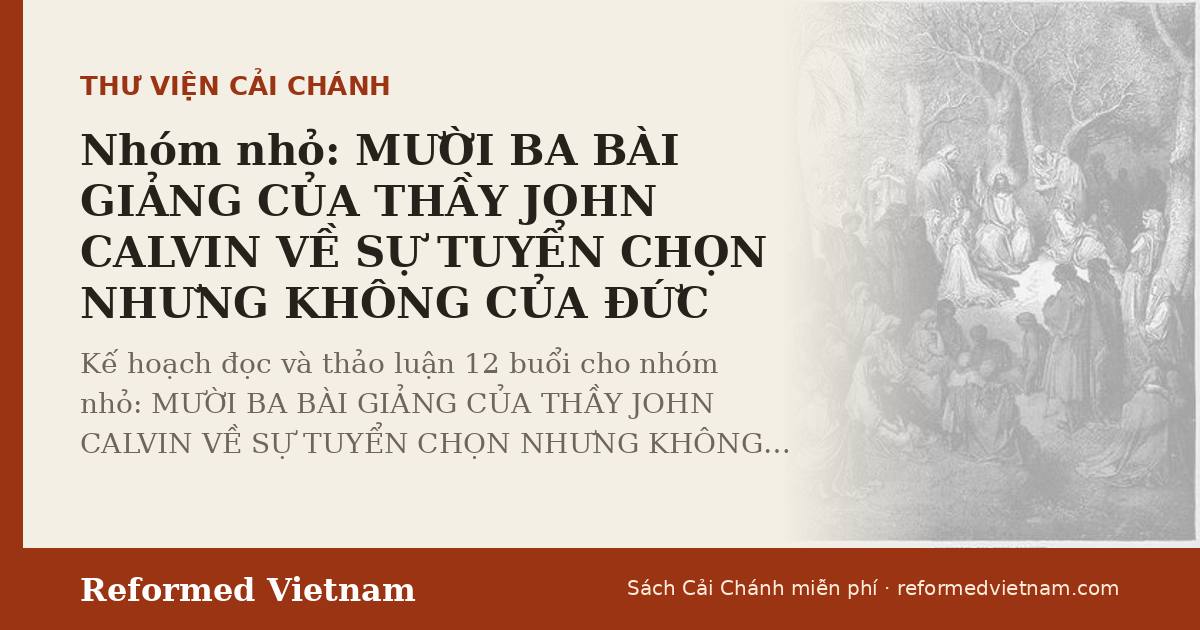 THƯ VIỆN CẢI CHÁNH
Nhóm nhỏ: MƯỜI BA BÀI
GIẢNG CỦA THẦY JOHN
CALVIN VỀ SỰ TUYỂN CHỌN
NHƯNG KHÔNG CỦA ĐỨC
Kế hoạch đọc và thảo luận 12 buổi cho nhóm
nhỏ: MƯỜI BA BÀI GIẢNG CỦA THẦY JOHN
CALVIN VỀ SỰ TUYỂN CHỌN NHƯNG KHÔNG...
Reformed Vietnam
Sách Cải Chánh miễn phí · reformedvietnam.com